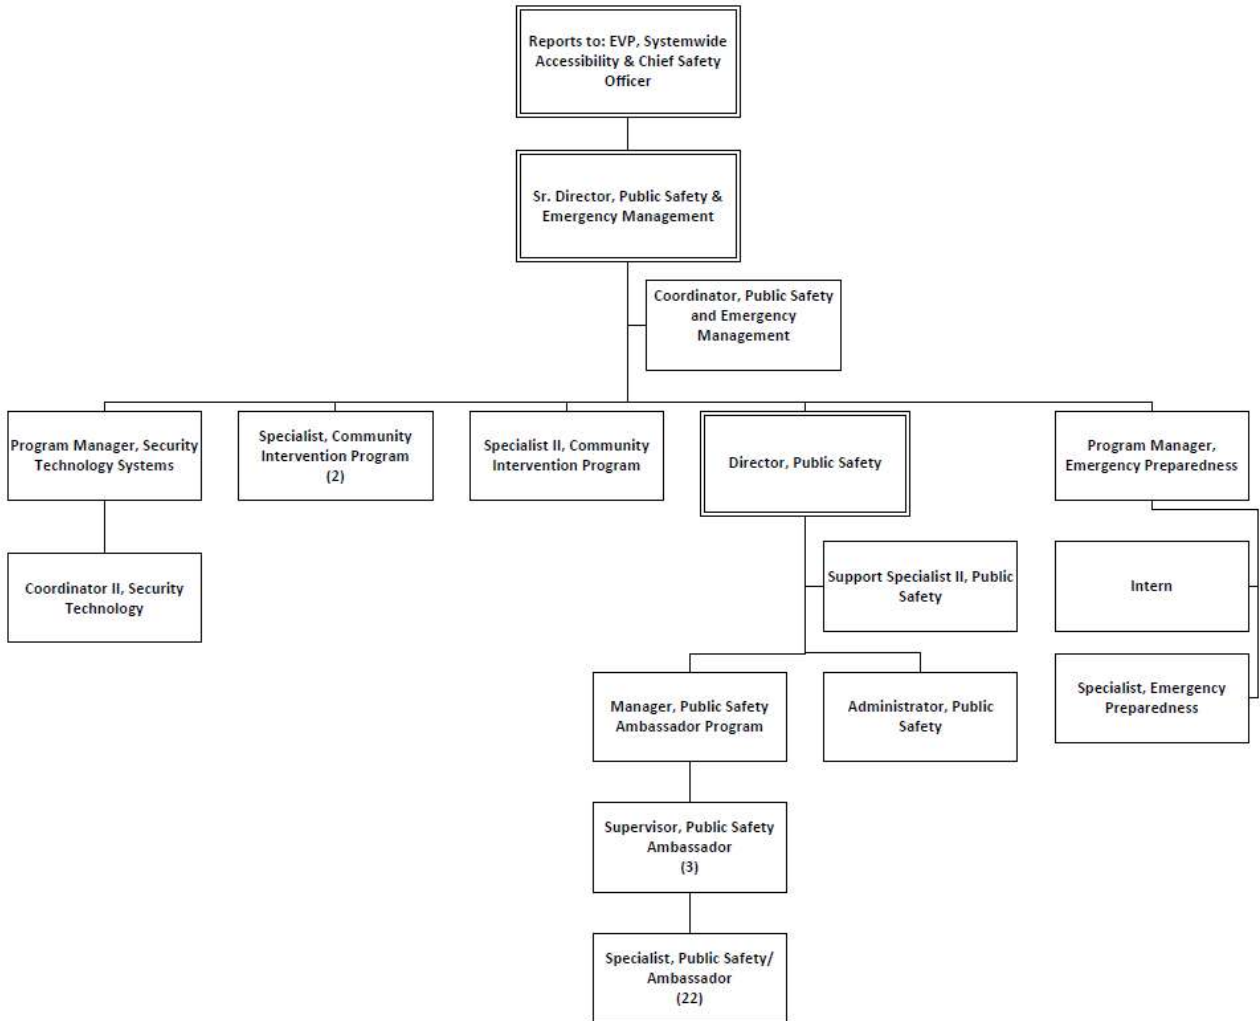 Reports to: EVP, Systemwide
Accessibility & Chief Safety
Officer
Sr. Director, Public Safety &
Emergency Management
Coordinator, Public Safety
and Emergency
Management
Program Manager, Security
Technology Systems
Specialist, Community
Intervention Program
(2)
Specialist II, Community
Intervention Program
Director, Public Safety
Program Manager,
Emergency Preparedness
Coordinator II, Security
Technology
Support Specialist II, Public
Safety
Intern
Manager, Public Safety
Ambassador Program
Administrator, Public
Safety
Specialist, Emergency
Preparedness
Supervisor, Public Safety
Ambassador
(3)
Specialist, Public Safety/
Ambassador
(22)